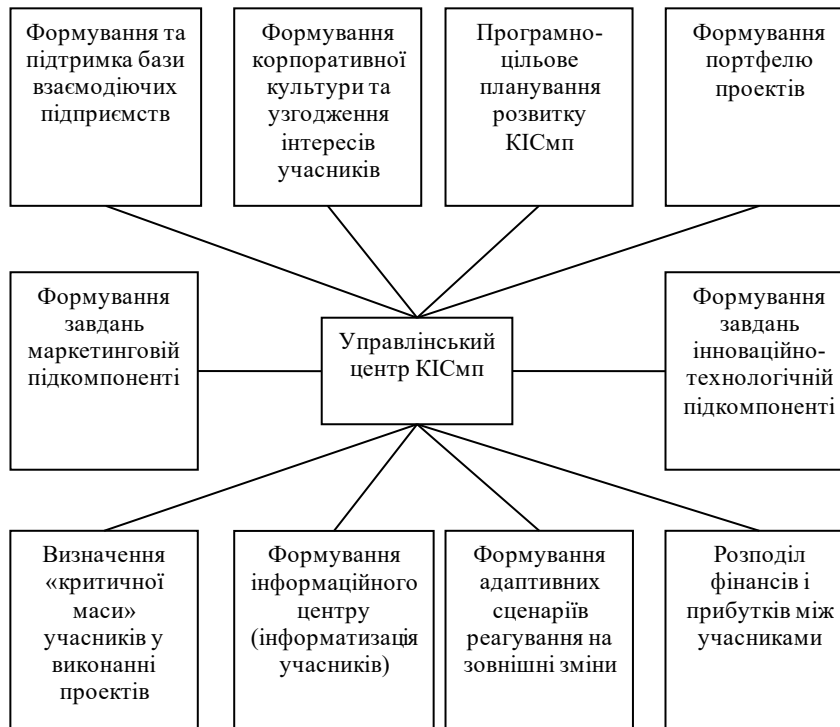 Формування та
підтримка бази
взаємодіючих
підприємств
Формування
корпоративної
культури та
узгодження
інтересів
учасників
Програмно-
цільове
планування
розвитку
КІСмп
Формування
портфелю
проектів
Формування
завдань
маркетинговій
підкомпоненті
Управлінський
центр КІСмп
Формування
завдань
інноваційно-
технологічній
підкомпоненті
Визначення
«критичної
маси»
учасників у
виконанні
проектів
Формування
інформаційного
центру
(інформатизація
учасників)
Формування
адаптивних
сценаріїв
реагування на
зовнішні зміни
Розподіл
фінансів і
прибутків між
учасниками